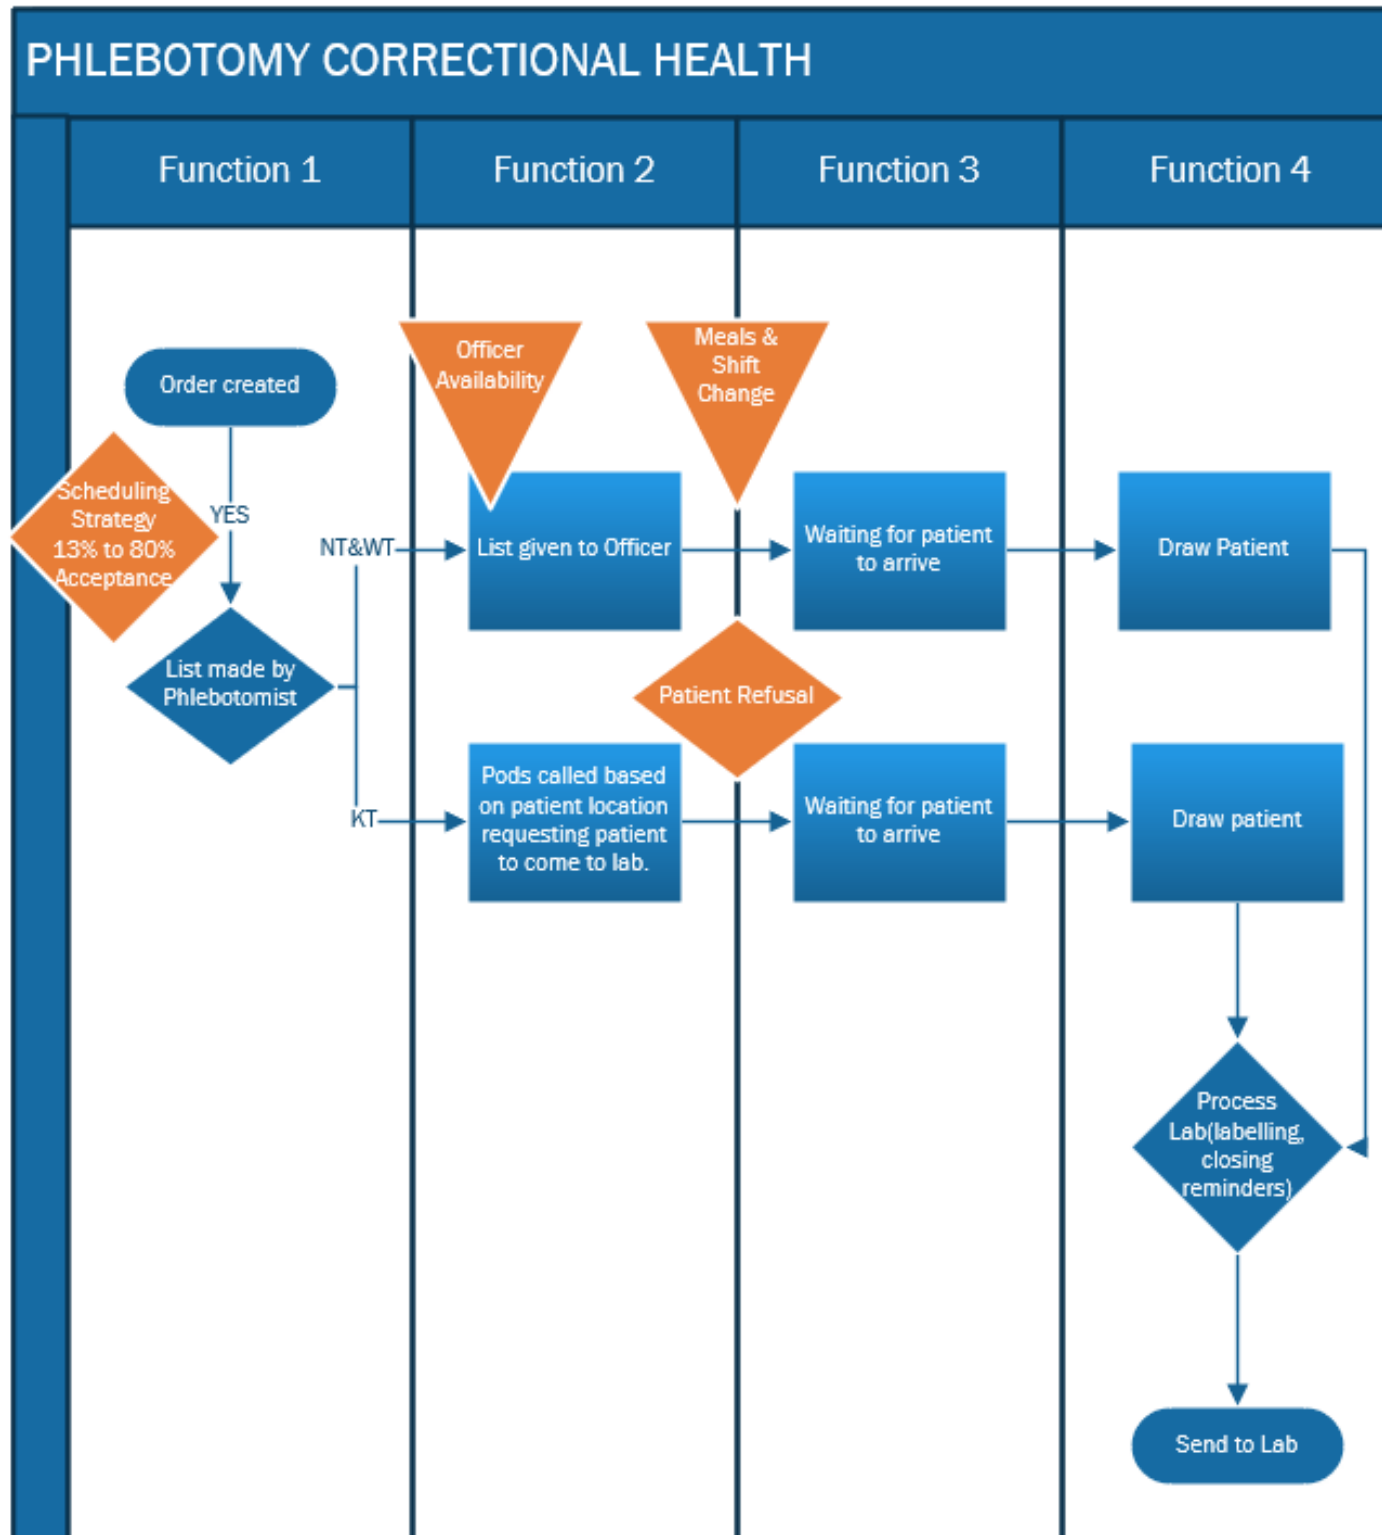 PHLEBOTOMY CORRECTIONAL HEALTH
Function 1
Function 2
Function 3
Function 4
Order created
Scheduling
Strategy
13% to 80%
Acceptance
YES
List made by
Phlebotomist
NT&WT
KT
Officer
Availability
List given to Officer
Meals &
Shift
Change
Waiting for patient
to arrive
Draw Patient
Patient Refusal
Pods called based
on patient location
requesting patient
to come to lab.
Waiting for patient
to arrive
Draw patient
Process
Lab(labelling,
closing
reminders)
Send to Lab